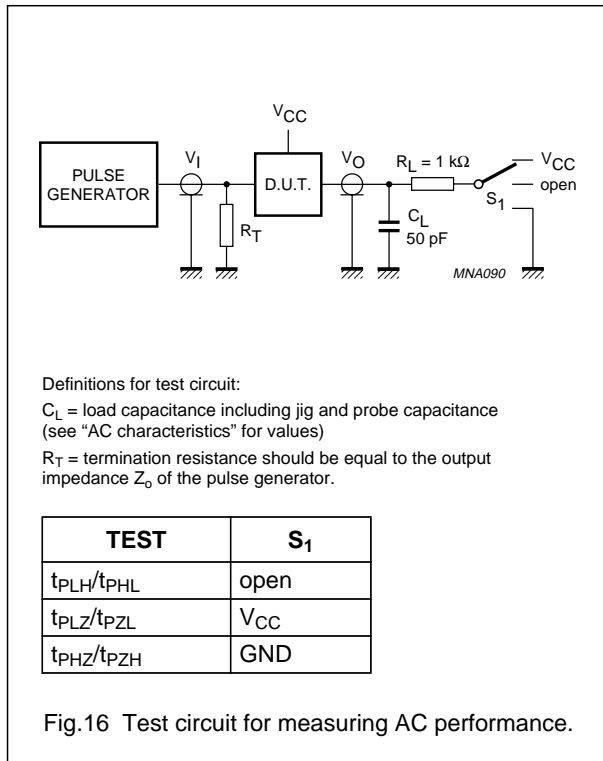 V_CC
PULSE
GENERATOR
V_I
D.U.T.
V_O
R_L = 1 kΩ
V_CC
open
S_1
R_T
C_L
50 pF
MNA090
Definitions for test circuit:
C_L = load capacitance including jig and probe capacitance
(see “AC characteristics” for values)
R_T = termination resistance should be equal to the output
impedance Z_o of the pulse generator.
TEST S_1
t_PLH/t_PHL open
t_PLZ/t_PZL V_CC
t_PHZ/t_PZH GND
Fig.16 Test circuit for measuring AC performance.